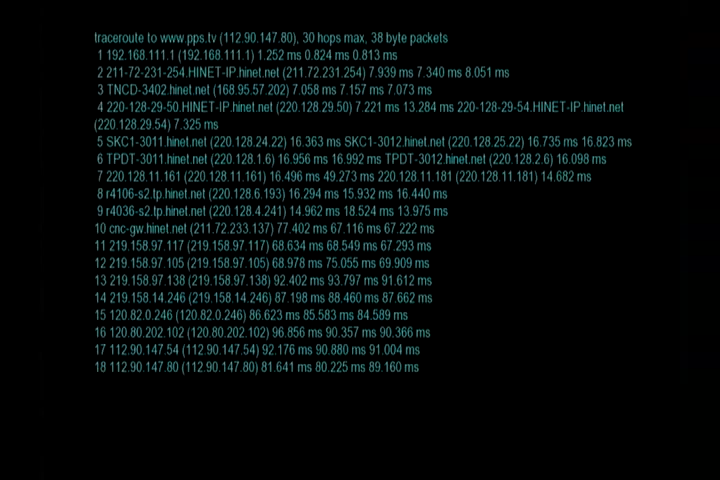 traceroute to www.pps.tv (112.90.147.80), 30 hops max, 38 byte packets
1 192.168.111.1 (192.168.111.1) 1.252 ms 0.824 ms 0.813 ms
2 211-72-231-254.HINET-IP.hinet.net (211.72.231.254) 7.939 ms 7.340 ms 8.051 ms
3 TNCD-3402.hinet.net (168.95.57.202) 7.058 ms 7.157 ms 7.073 ms
4 220-128-29-50.HINET-IP.hinet.net (220.128.29.50) 7.221 ms 13.284 ms 220-128-29-54.HINET-IP.hinet.net
(220.128.29.54) 7.325 ms
5 SKC1-3011.hinet.net (220.128.24.22) 16.363 ms SKC1-3012.hinet.net (220.128.25.22) 16.735 ms 16.823 ms
6 TPDT-3011.hinet.net (220.128.1.6) 16.956 ms 16.992 ms TPDT-3012.hinet.net (220.128.2.6) 16.098 ms
7 220.128.11.161 (220.128.11.161) 16.496 ms 49.273 ms 220.128.11.181 (220.128.11.181) 14.682 ms
8 r4106-s2.tp.hinet.net (220.128.6.193) 16.294 ms 15.932 ms 16.440 ms
9 r4036-s2.tp.hinet.net (220.128.4.241) 14.962 ms 18.524 ms 13.975 ms
10 cnc-gw.hinet.net (211.72.233.137) 77.402 ms 67.116 ms 67.222 ms
11 219.158.97.117 (219.158.97.117) 68.634 ms 68.549 ms 67.293 ms
12 219.158.97.105 (219.158.97.105) 68.978 ms 75.055 ms 69.909 ms
13 219.158.97.138 (219.158.97.138) 92.402 ms 93.797 ms 91.612 ms
14 219.158.14.246 (219.158.14.246) 87.198 ms 88.460 ms 87.662 ms
15 120.82.0.246 (120.82.0.246) 86.623 ms 85.583 ms 84.589 ms
16 120.80.202.102 (120.80.202.102) 96.856 ms 90.357 ms 90.366 ms
17 112.90.147.54 (112.90.147.54) 92.176 ms 90.880 ms 91.004 ms
18 112.90.147.80 (112.90.147.80) 81.641 ms 80.225 ms 89.160 ms